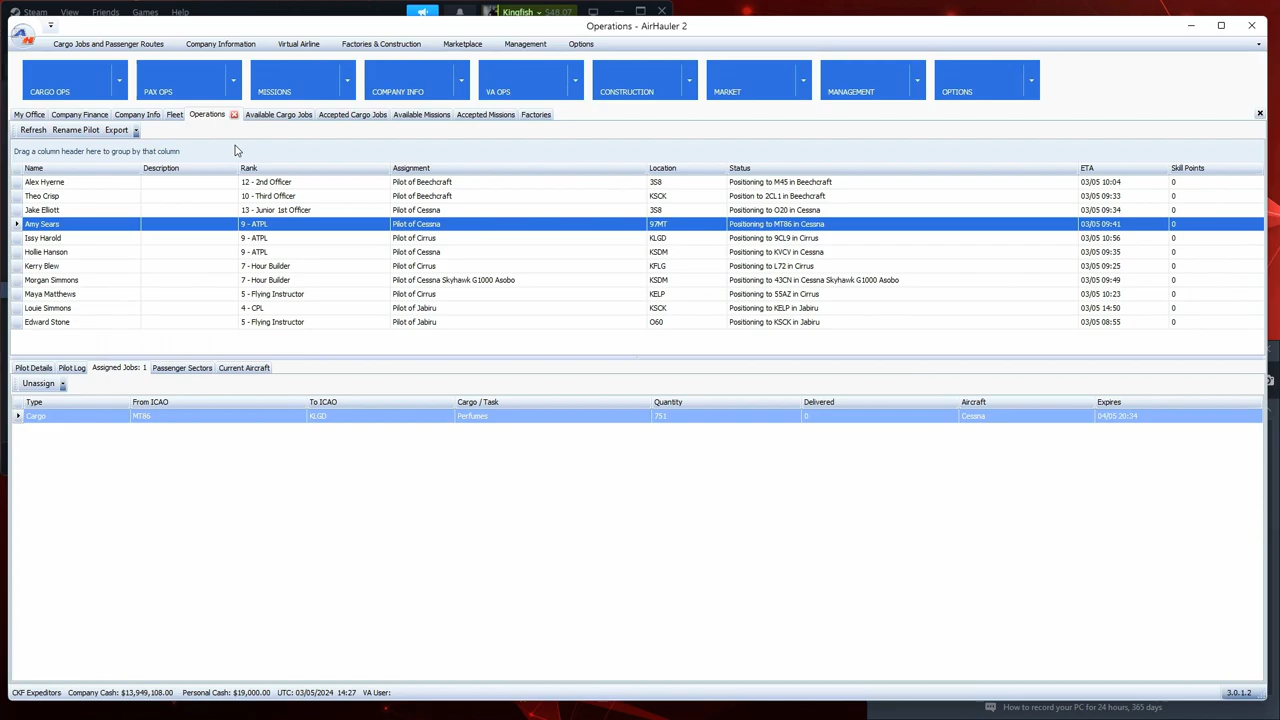 Steam View Friends Games Help Kingfish $48.07
Operations - AirHauler 2
Cargo Jobs and Passenger Routes Company Information Virtual Airline Factories & Construction Marketplace Management Options
CARGO OPS PAX OPS MISSIONS COMPANY INFO VA OPS CONSTRUCTION MARKET MANAGEMENT OPTIONS
My Office Company Finance Company Info Fleet Operations Available Cargo Jobs Accepted Cargo Jobs Available Missions Accepted Missions Factories
Refresh Rename Pilot Export
Drag a column header here to group by that column
Name Description Rank Assignment Location Status ETA Skill Points
Alex Hyerne 12 - 2nd Officer Pilot of Beechcraft 3S8 Positioning to M45 in Beechcraft 03/05 10:04 0
Theo Crisp 10 - Third Officer Pilot of Beechcraft KSCK Position to 2CL1 in Beechcraft 03/05 09:33 0
Jake Elliott 13 - Junior 1st Officer Pilot of Cessna 3S8 Positioning to O20 in Cessna 03/05 09:34 0
Amy Sears 9 - ATPL Pilot of Cessna 97MT Positioning to MT86 in Cessna 03/05 09:41 0
Issy Harold 9 - ATPL Pilot of Cirrus KLGD Positioning to 9CL9 in Cirrus 03/05 10:56 0
Hollie Hanson 9 - ATPL Pilot of Cessna KSDM Positioning to KVCV in Cessna 03/05 09:35 0
Kerry Blew 7 - Hour Builder Pilot of Cirrus KFLG Positioning to L72 in Cirrus 03/05 09:25 0
Morgan Simmons 7 - Hour Builder Pilot of Cessna Skyhawk G1000 Asobo KSDM Positioning to 43CN in Cessna Skyhawk G1000 Asobo 03/05 09:49 0
Maya Matthews 5 - Flying Instructor Pilot of Cirrus KELP Positioning to 55AZ in Cirrus 03/05 10:23 0
Louie Simmons 4 - CPL Pilot of Jabiru KSCK Positioning to KELP in Jabiru 03/05 14:50 0
Edward Stone 5 - Flying Instructor Pilot of Jabiru O60 Positioning to KSCK in Jabiru 03/05 08:55 0
Pilot Details Pilot Log Assigned Jobs: 1 Passenger Sectors Current Aircraft
Unassign
Type From ICAO To ICAO Cargo / Task Quantity Delivered Aircraft Expires
Cargo MT86 KLGD Perfumes 751 0 Cessna 04/05 20:34
CKF Expeditors Company Cash: $13,949,108.00 Personal Cash: $19,000.00 UTC: 03/05/2024 14:27 VA User: 3.0.1.2
How to record your PC for 24 hours, 365 days